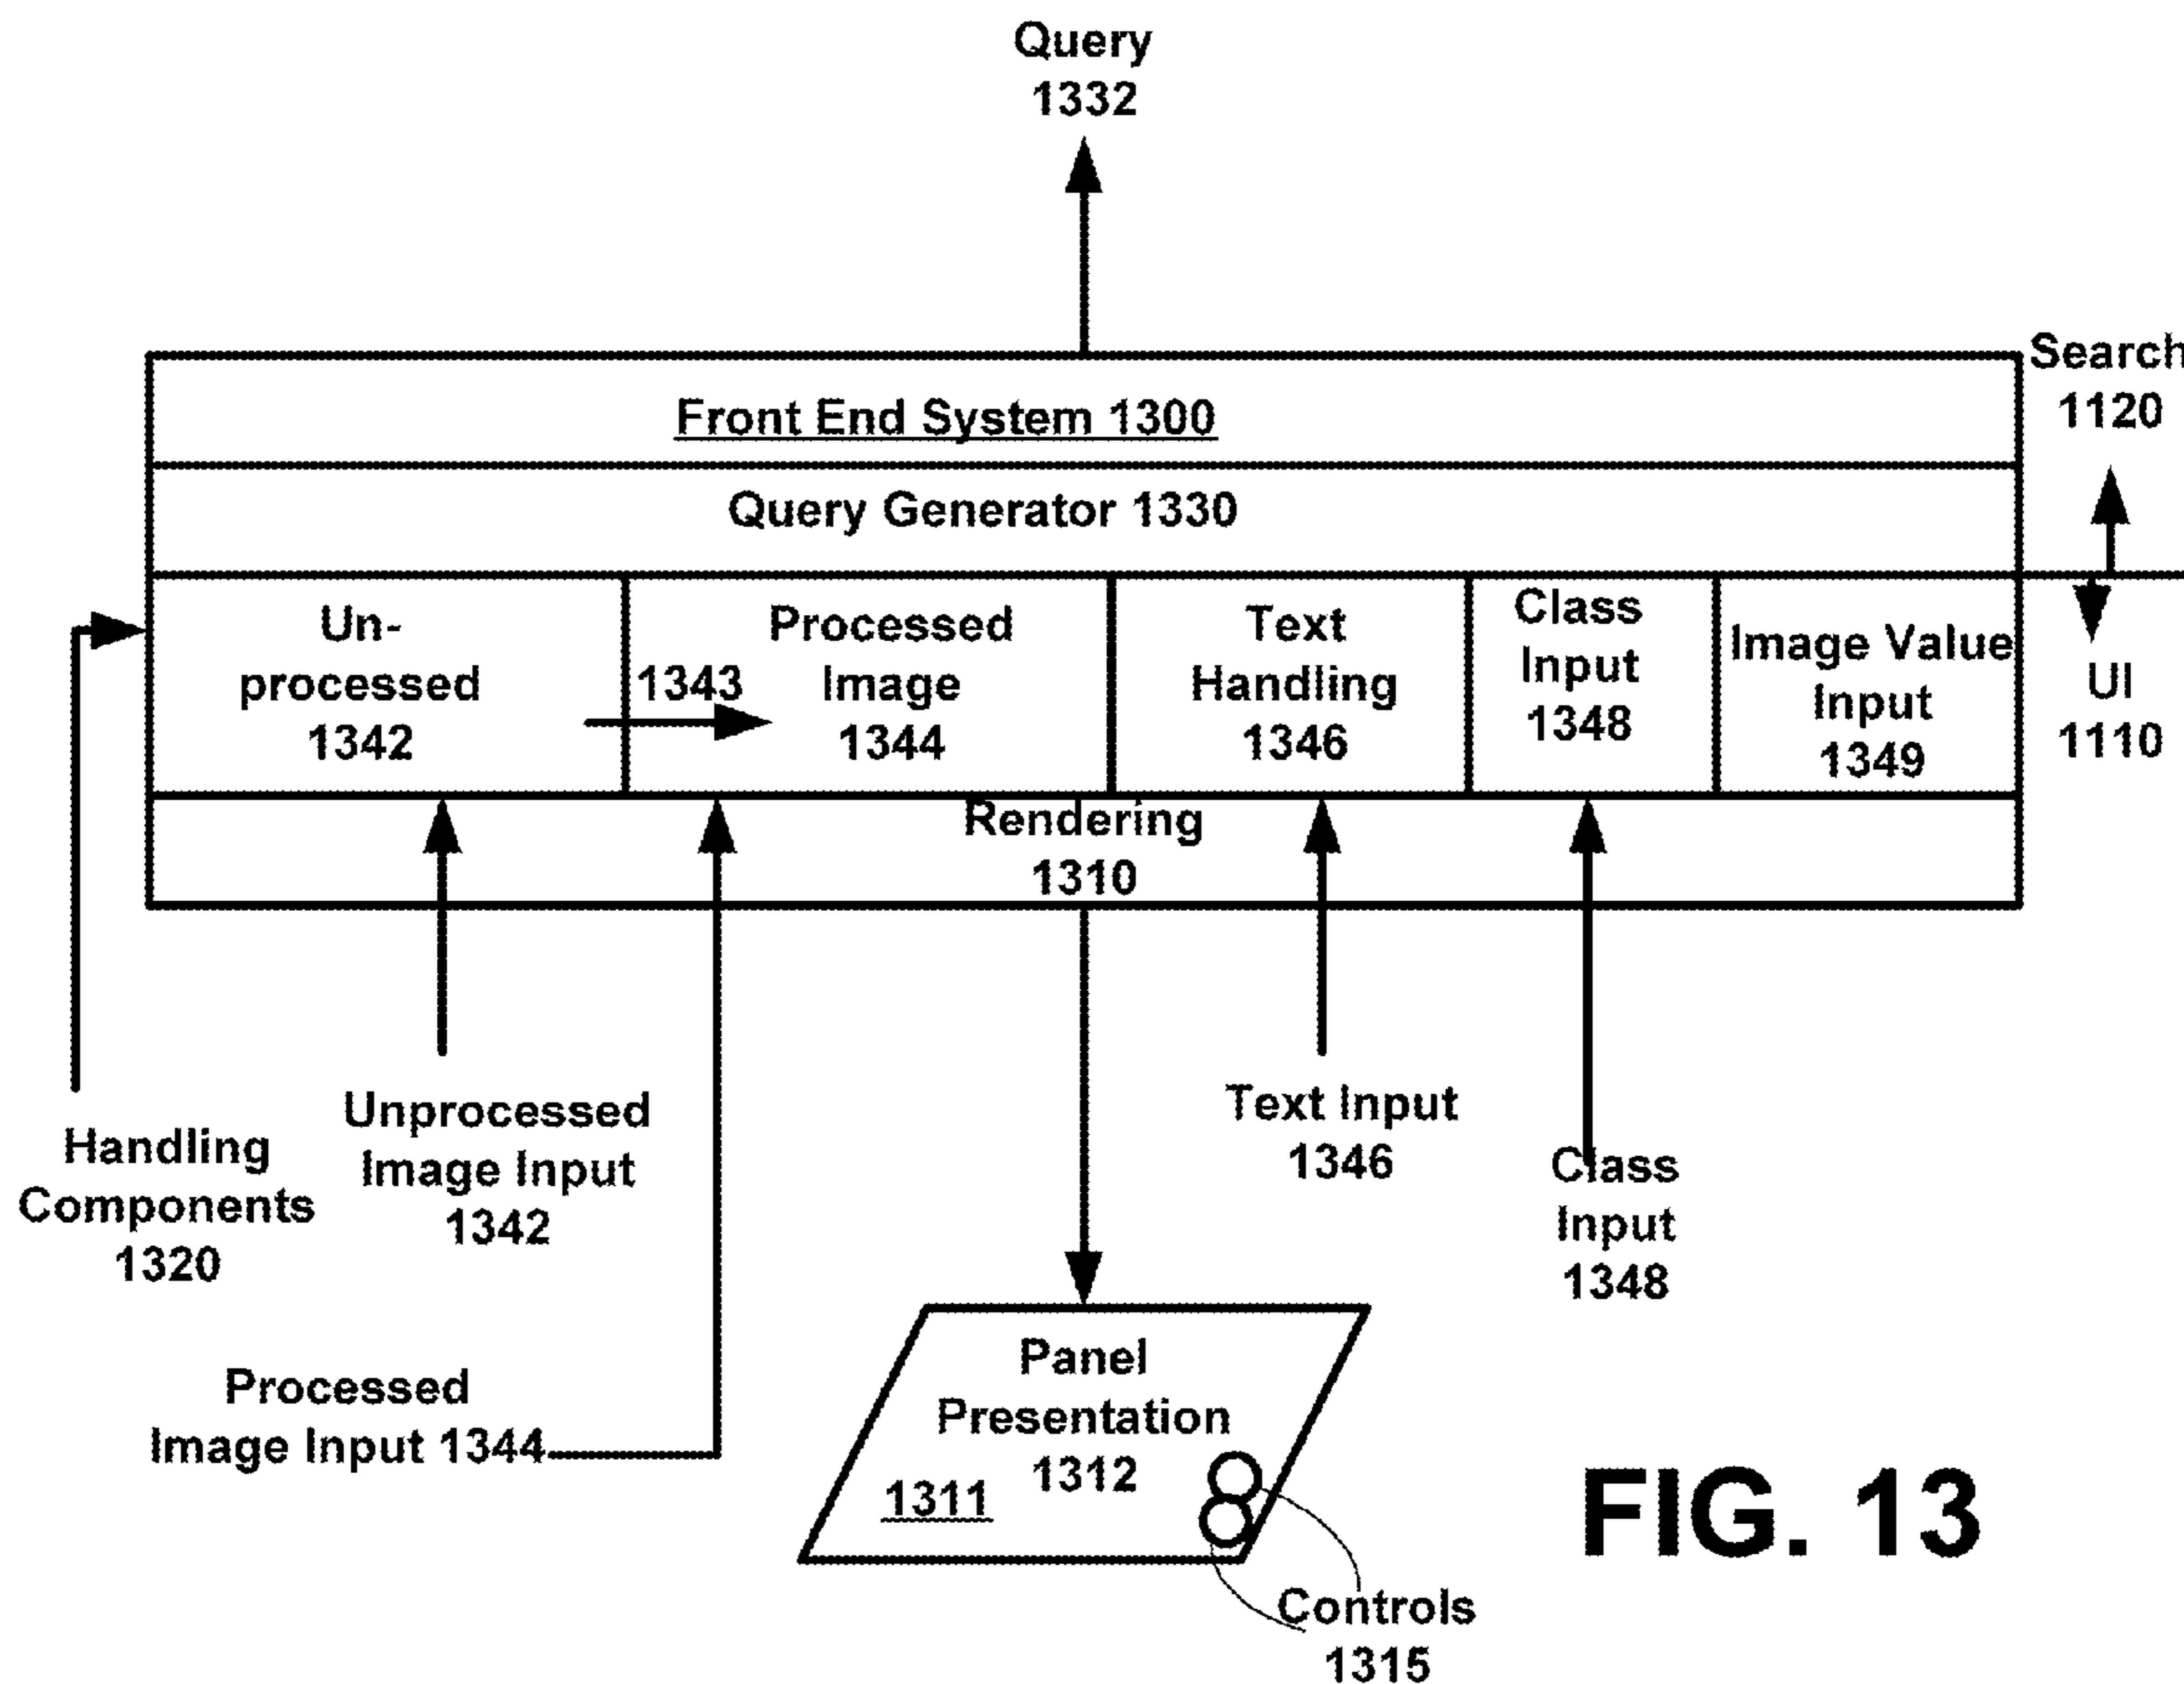 Query
1332
Search
1120
Front End System 1300
Query Generator 1330
Un-
processed
1342
1343
Processed
Image
1344
Text
Handling
1346
Class
Input
1348
Image Value
Input
1349
UI
1110
Rendering
1310
Handling
Components
1320
Unprocessed
Image Input
1342
Text Input
1346
Class
Input
1348
Processed
Image Input 1344
Panel
Presentation
1312
1311
Controls
1315
FIG. 13